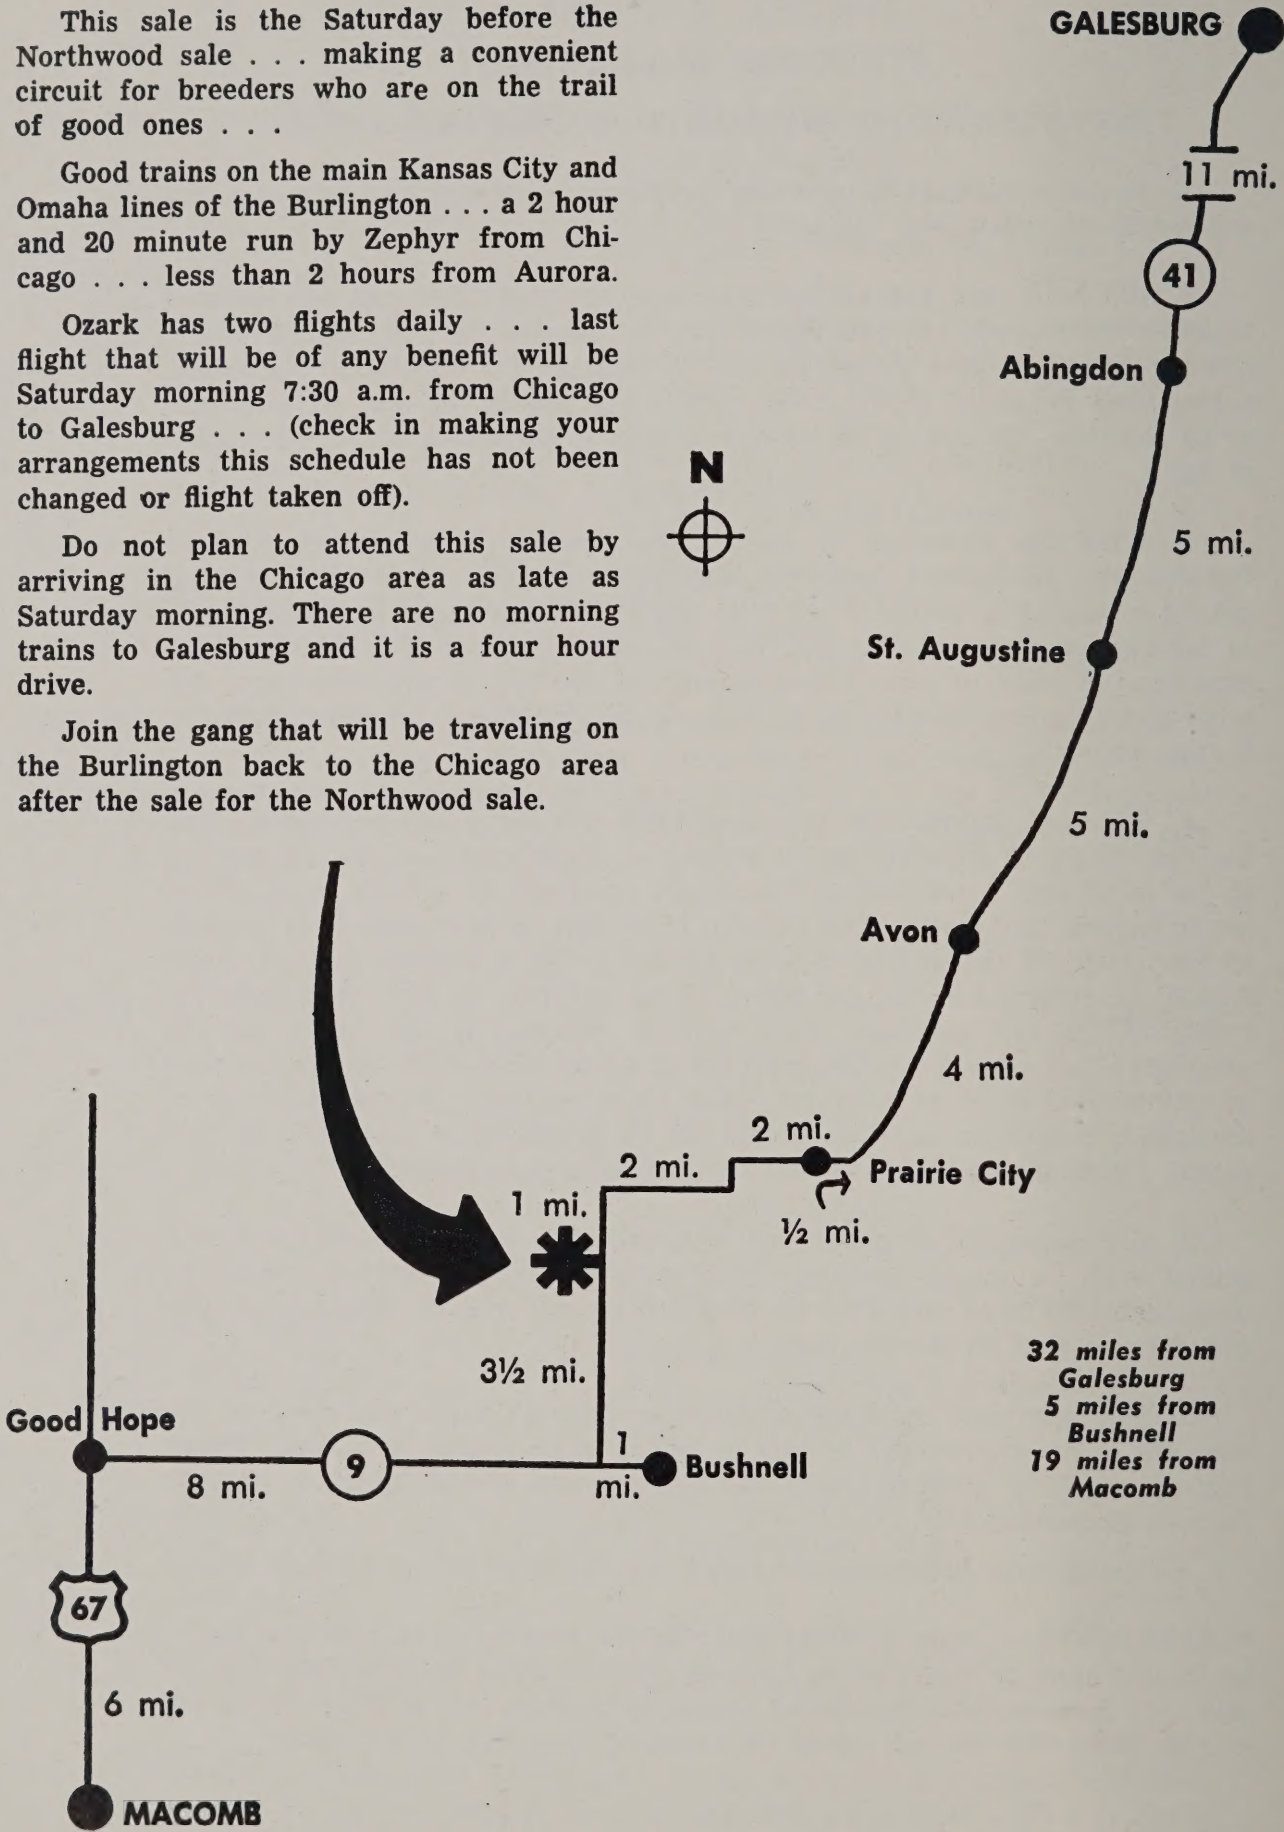 This sale is the Saturday before the
Northwood sale . . . making a convenient
circuit for breeders who are on the trail
of good ones . . .
Good trains on the main Kansas City and
Omaha lines of the Burlington . . . a 2 hour
and 20 minute run by Zephyr from Chi-
cago . . . less than 2 hours from Aurora.
Ozark has two flights daily . . . last
flight that will be of any benefit will be
Saturday morning 7:30 a.m. from Chicago
to Galesburg . . . (check in making your
arrangements this schedule has not been
changed or flight taken off).
Do not plan to attend this sale by
arriving in the Chicago area as late as
Saturday morning. There are no morning
trains to Galesburg and it is a four hour
drive.
Join the gang that will be traveling on
the Burlington back to the Chicago area
after the sale for the Northwood sale.
GALESBURG
11 mi.
41
Abingdon
N
5 mi.
St. Augustine
5 mi.
Avon
4 mi.
2 mi.
2 mi.
Prairie City
½ mi.
1 mi.
3½ mi.
32 miles from
Galesburg
5 miles from
Bushnell
19 miles from
Macomb
Good Hope
8 mi.
9
1
mi.
Bushnell
67
6 mi.
MACOMB